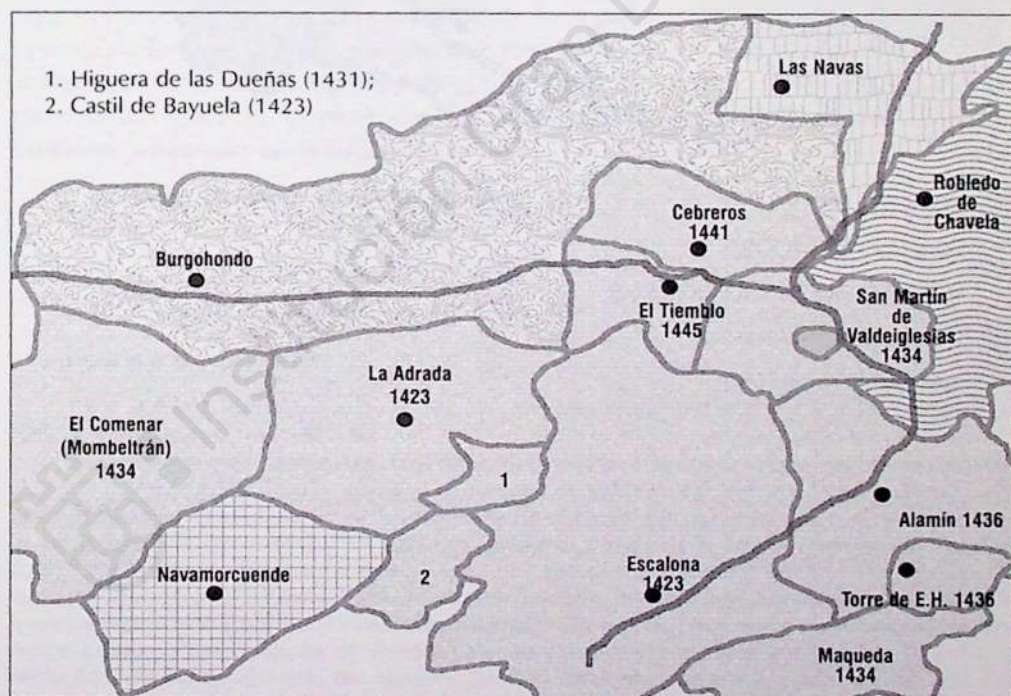 1. Higuera de las Dueñas (1431);
2. Castil de Bayuela (1423)
Las Navas
Robledo
de
Chavela
Cebreros
1441
Burgohondo
El Tiemblo
1445
San Martín
de
Valdeiglesias
1434
La Adrada
1423
El Comenar
(Mombeltrán)
1434
1
Alamín 1436
Navamorcuende
2
Escalona
1423
Torre de E.H. 1436
Maqueda
1434
Institución Gran D